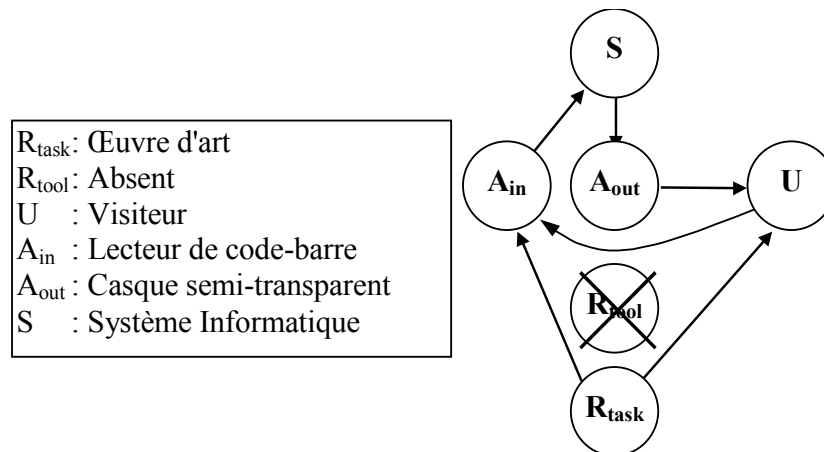 R_task : Œuvre d'art
R_tool : Absent
U : Visiteur
A_in : Lecteur de code-barre
A_out : Casque semi-transparent
S : Système Informatique
S
A_in
A_out
U
R_tool
R_task